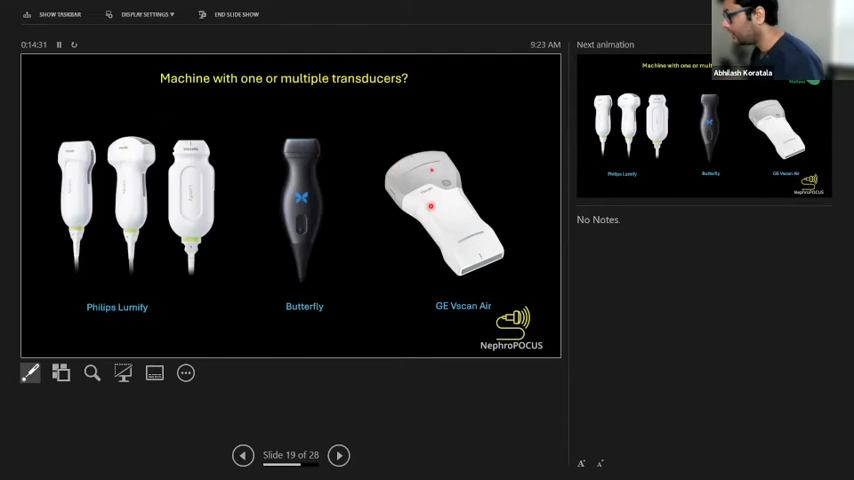 SHOW TASKBAR
DISPLAY SETTINGS ▾
END SLIDE SHOW
0:14:31
9:23 AM
Machine with one or multiple transducers?
Philips Lumify
Butterfly
GE Vscan Air
NephroPOCUS
Slide 19 of 28
Next animation
Machine with one or mult
Philips Lumify
Butterfly
GE Vscan Air
NephroPOCUS
Abhilash Koratala
No Notes.
A
A